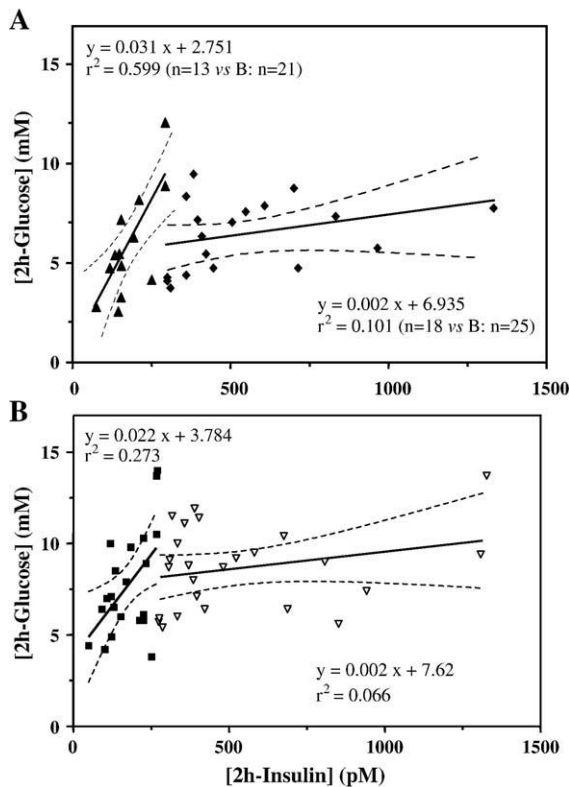 A
y = 0.031 x + 2.751
r² = 0.599 (n=13 vs B: n=21)
15
10
5
0
[2h-Glucose] (mM)
y = 0.002 x + 6.935
r² = 0.101 (n=18 vs B: n=25)
0 500 1000 1500
B
y = 0.022 x + 3.784
r² = 0.273
15
10
5
0
[2h-Glucose] (mM)
y = 0.002 x + 7.62
r² = 0.066
0 500 1000 1500
[2h-Insulin] (pM)